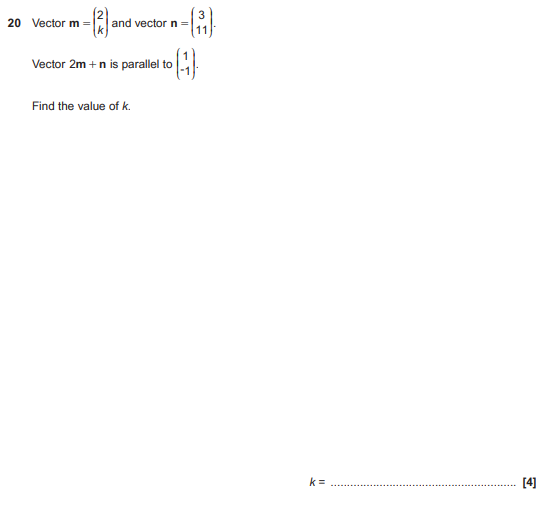 20 Vector m = (2 k) and vector n = (3 11).
Vector 2m + n is parallel to (1 -1).
Find the value of k.
k = ........................................................ [4]